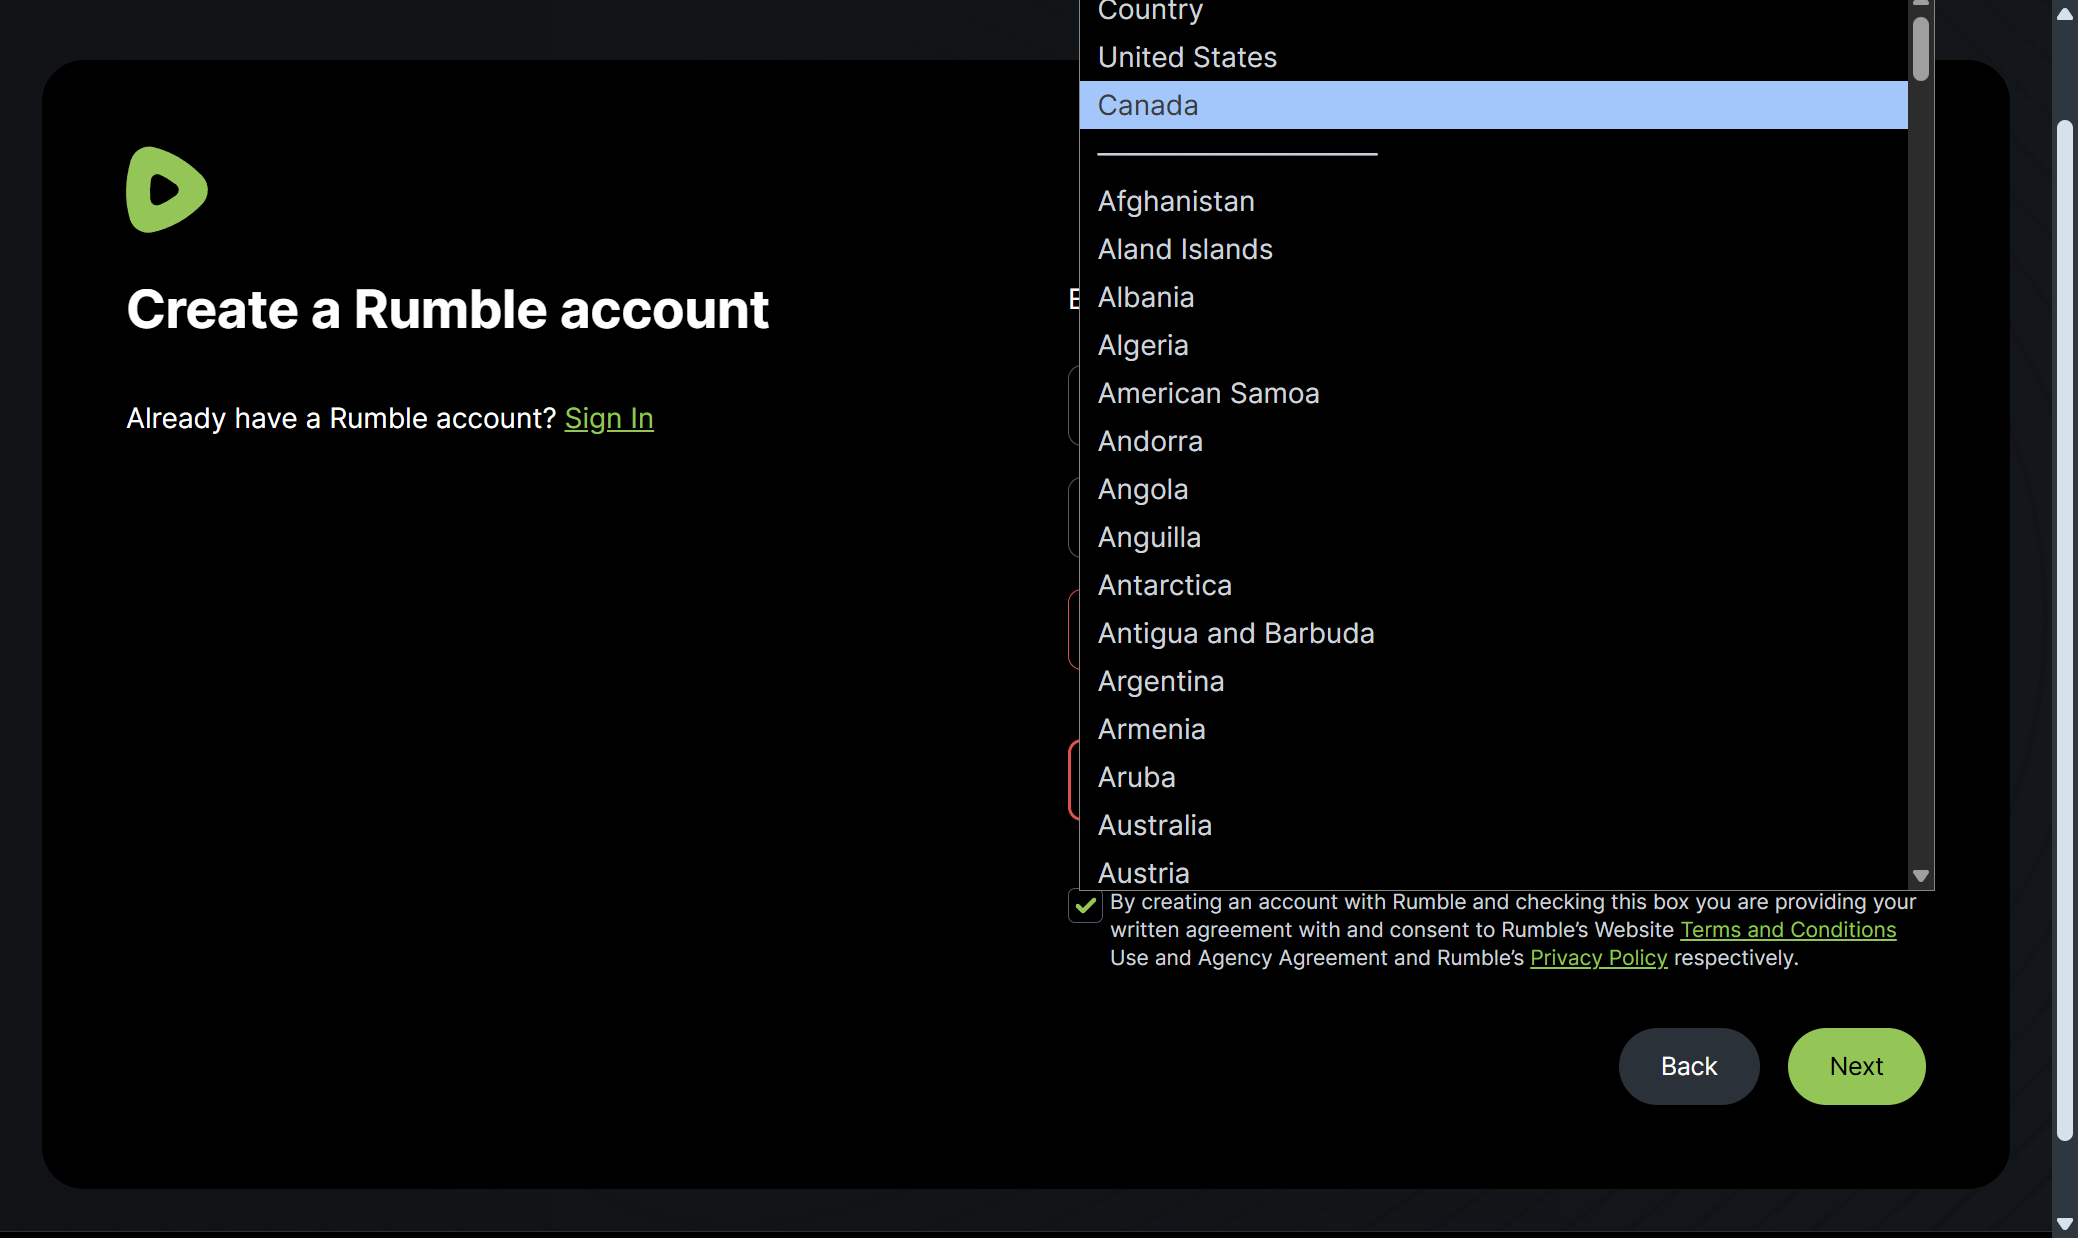 Country
United States
Canada
Afghanistan
Aland Islands
Albania
Algeria
American Samoa
Andorra
Angola
Anguilla
Antarctica
Antigua and Barbuda
Argentina
Armenia
Aruba
Australia
Austria
Create a Rumble account
Already have a Rumble account? Sign In
By creating an account with Rumble and checking this box you are providing your
written agreement with and consent to Rumble’s Website Terms and Conditions
Use and Agency Agreement and Rumble’s Privacy Policy respectively.
Back
Next